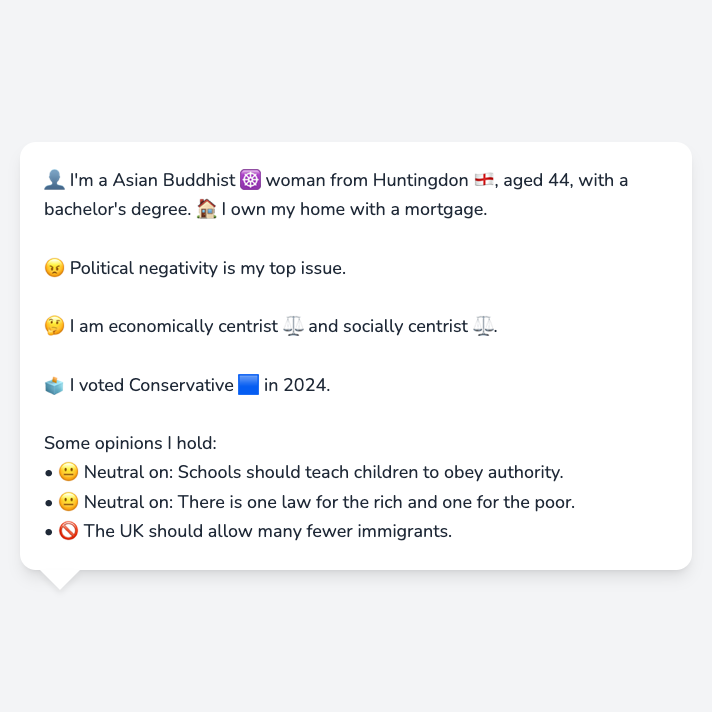 👤 I'm a Asian Buddhist ☸️ woman from Huntingdon 🏴󠁧󠁢󠁥󠁮󠁧󠁿, aged 44, with a
bachelor's degree. 🏠 I own my home with a mortgage.
😠 Political negativity is my top issue.
🤔 I am economically centrist ⚖️ and socially centrist ⚖️.
🗳️ I voted Conservative 🟦 in 2024.
Some opinions I hold:
• 😐 Neutral on: Schools should teach children to obey authority.
• 😐 Neutral on: There is one law for the rich and one for the poor.
• 🚫 The UK should allow many fewer immigrants.